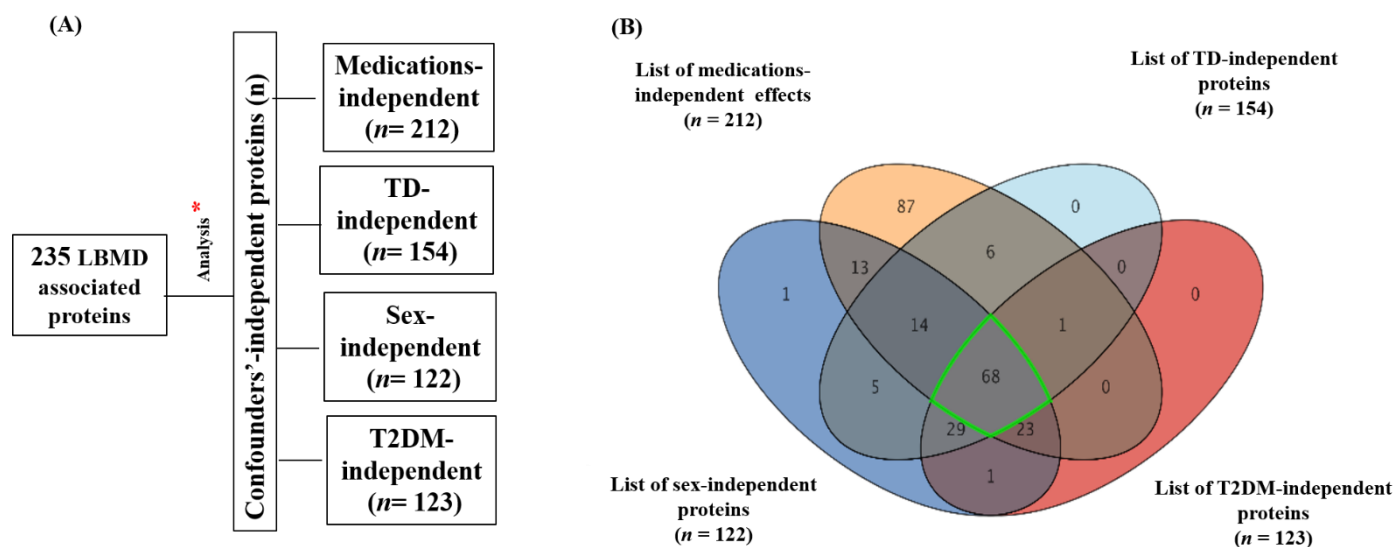 (A)
235 LBMD
associated
proteins
Analysis*
Confounders'-independent proteins (n)
Medications-
independent
(n= 212)
TD-
independent
(n= 154)
Sex-
independent
(n= 122)
T2DM-
independent
(n= 123)
(B)
List of medications-
independent effects
(n = 212)
List of TD-independent
proteins
(n = 154)
87
0
13
6
0
1
0
14
1
5
68
0
29
23
1
List of sex-independent
proteins
(n = 122)
List of T2DM-independent
proteins
(n = 123)